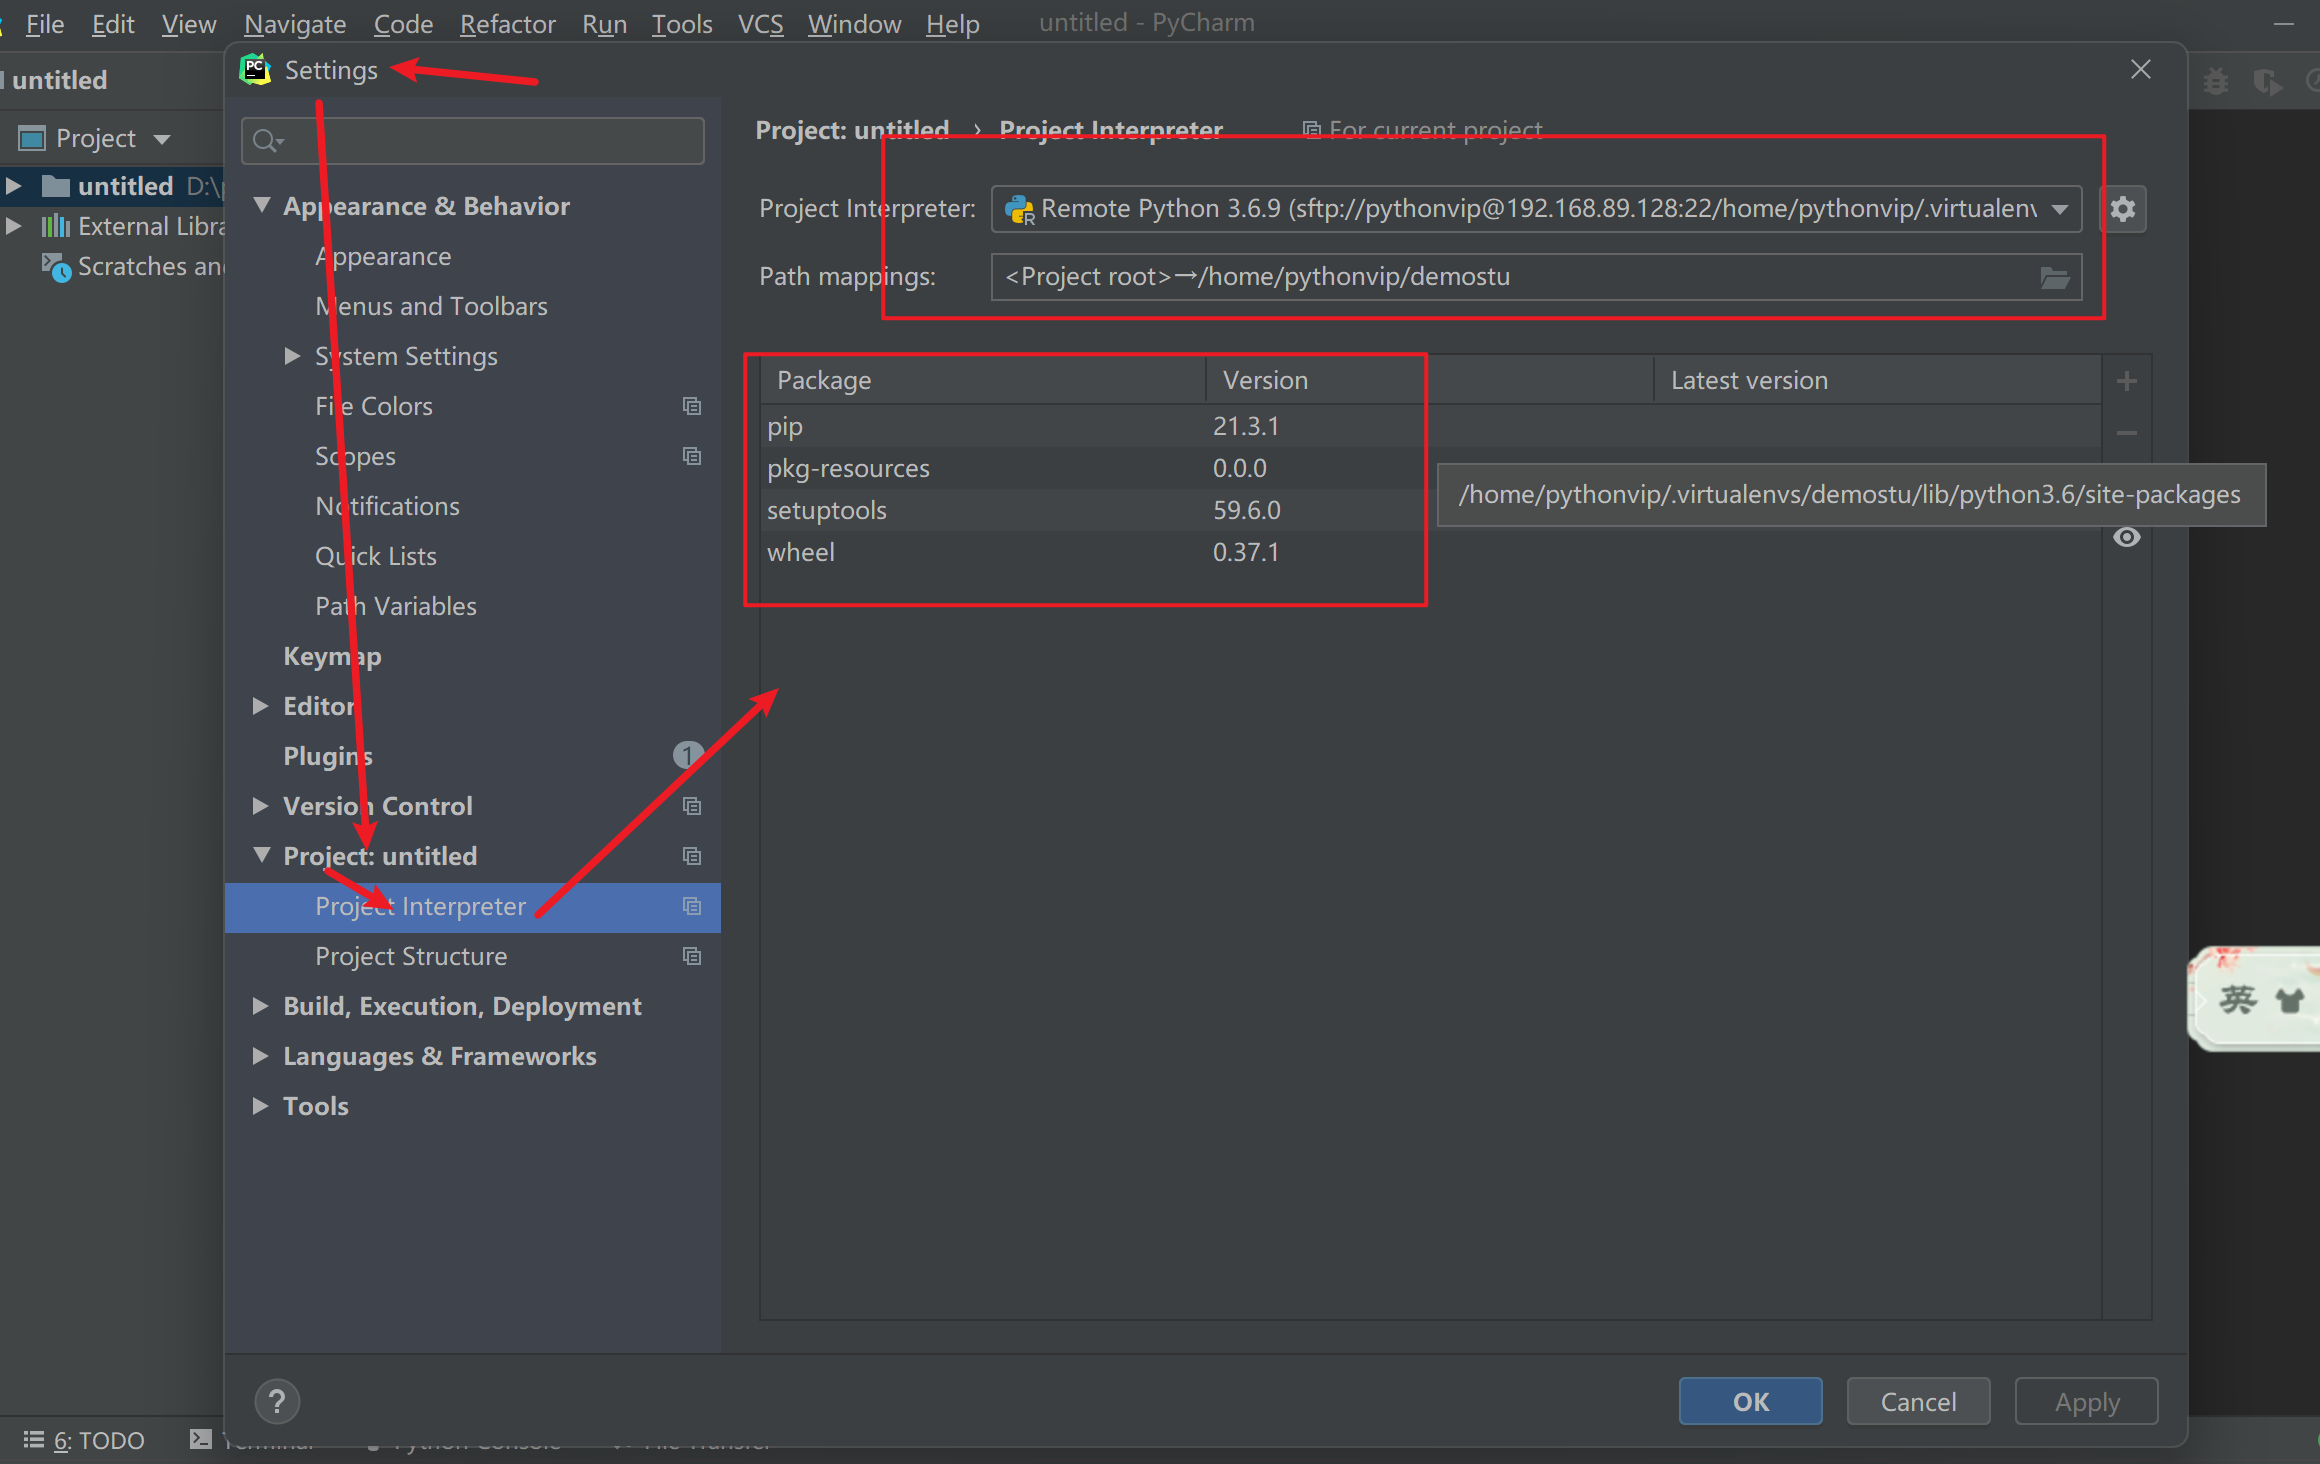 File Edit View Navigate Code Refactor Run Tools VCS Window Help untitled - PyCharm
untitled
Project
untitled D:\
External Libra
Scratches an
PC
Settings
Appearance & Behavior
Appearance
Menus and Toolbars
System Settings
File Colors
Scopes
Notifications
Quick Lists
Path Variables
Keymap
Editor
Plugins 1
Version Control
Project: untitled
Project Interpreter
Project Structure
Build, Execution, Deployment
Languages & Frameworks
Tools
Project: untitled › Project Interpreter For current project
Project Interpreter: Remote Python 3.6.9 (sftp://pythonvip@192.168.89.128:22/home/pythonvip/.virtualenv
Path mappings: <Project root>→/home/pythonvip/demostu
Package Version Latest version
pip 21.3.1
pkg-resources 0.0.0
setuptools 59.6.0
wheel 0.37.1
/home/pythonvip/.virtualenvs/demostu/lib/python3.6/site-packages
英
? OK Cancel Apply
6: TODO Terminal Python Console File Transfer